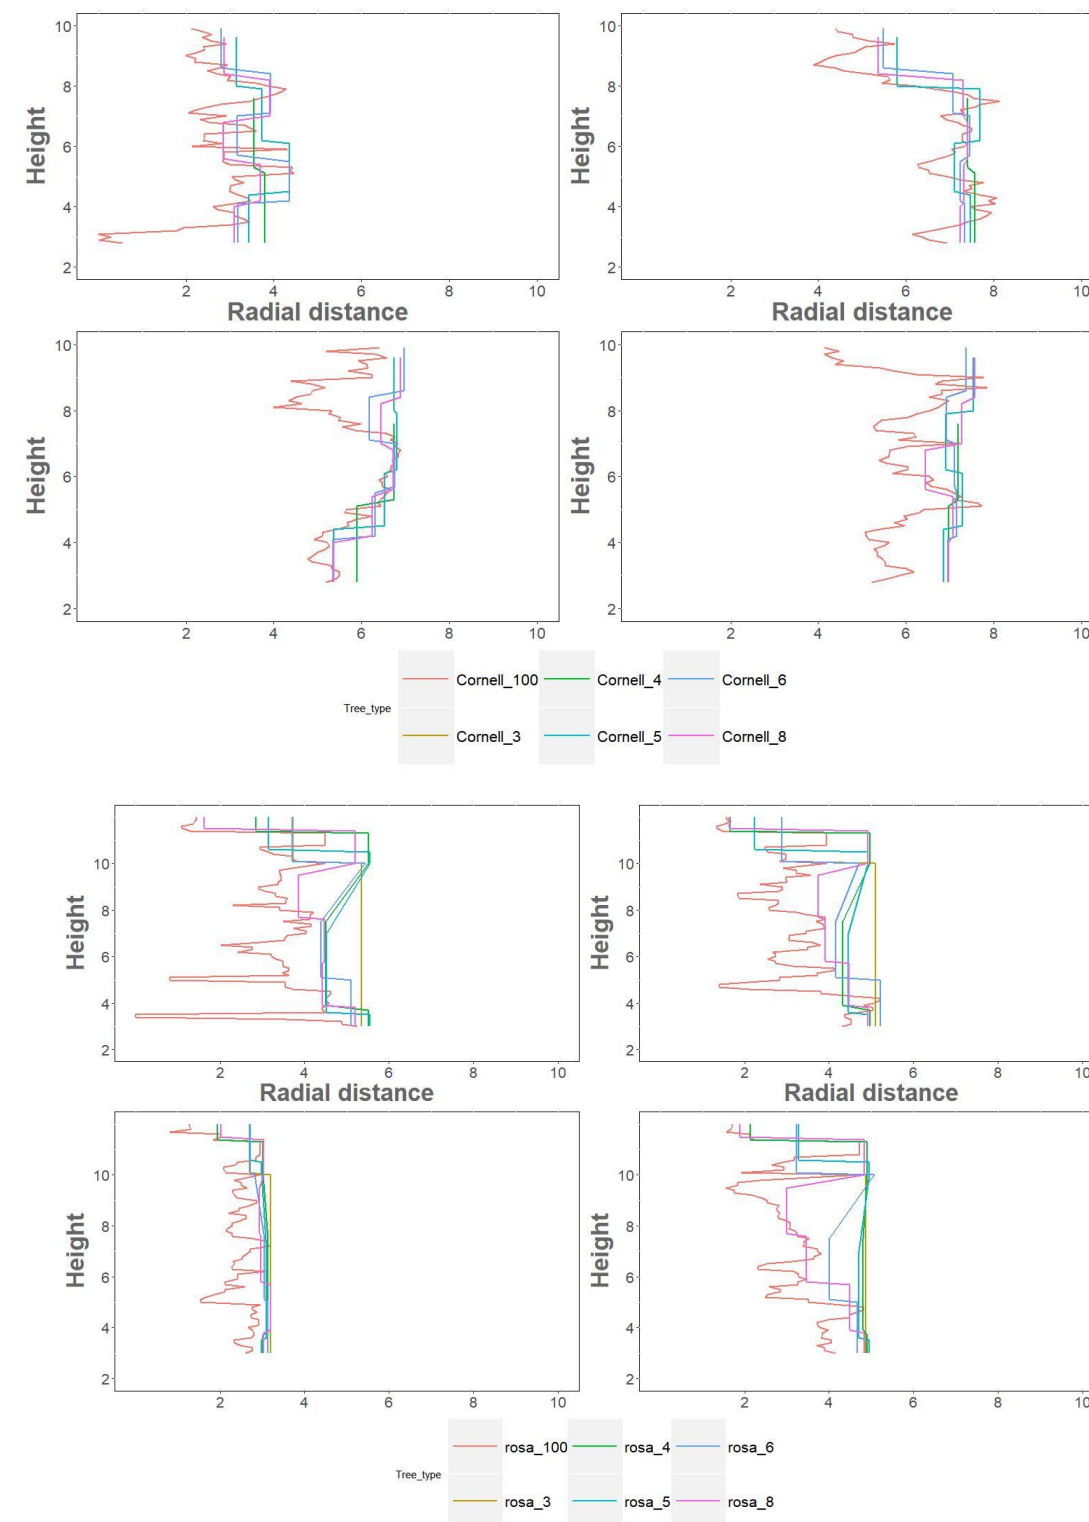 10 10
8 8
Height Height
6 6
4 4
2 2
2 4 6 8 10 2 4 6 8 10
Radial distance Radial distance
10 10
8 8
Height Height
6 6
4 4
2 2
2 4 6 8 10 2 4 6 8 10
Cornell_100 Cornell_4 Cornell_6
Tree_type
Cornell_3 Cornell_5 Cornell_8
10 10
8 8
Height Height
6 6
4 4
2 2
2 4 6 8 10 2 4 6 8 10
Radial distance Radial distance
10 10
8 8
Height Height
6 6
4 4
2 2
2 4 6 8 10 2 4 6 8 10
rosa_100 rosa_4 rosa_6
Tree_type
rosa_3 rosa_5 rosa_8